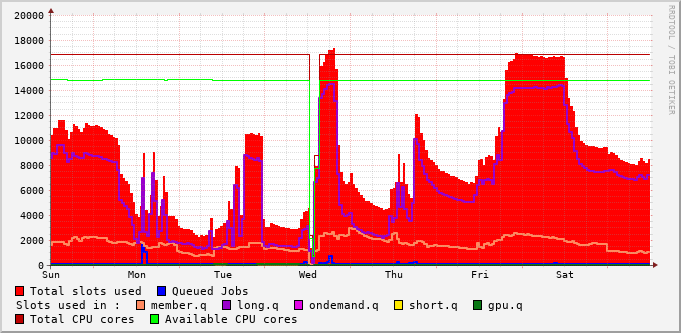 20000
18000
16000
14000
12000
10000
8000
6000
4000
2000
0
Sun Mon Tue Wed Thu Fri Sat
RRDTOOL / TOBI OETIKER
Total slots used Queued Jobs
Slots used in : member.q long.q ondemand.q short.q gpu.q
Total CPU cores Available CPU cores